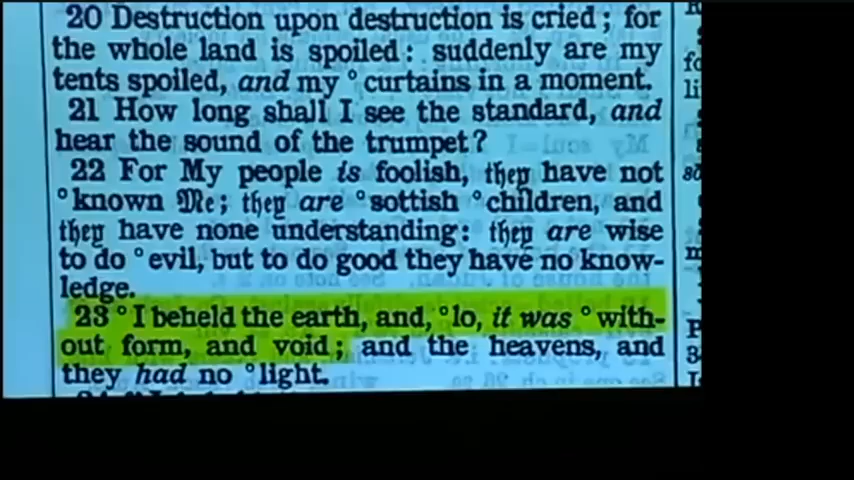 20 Destruction upon destruction is cried; for
the whole land is spoiled: suddenly are my
tents spoiled, and my °curtains in a moment.
21 How long shall I see the standard, and
hear the sound of the trumpet?
22 For My people is foolish, they have not
°known Me; they are °sottish °children, and
they have none understanding: they are wise
to do °evil, but to do good they have no know-
ledge.
23 °I beheld the earth, and, °lo, it was °with-
out form, and void; and the heavens, and
they had no °light.